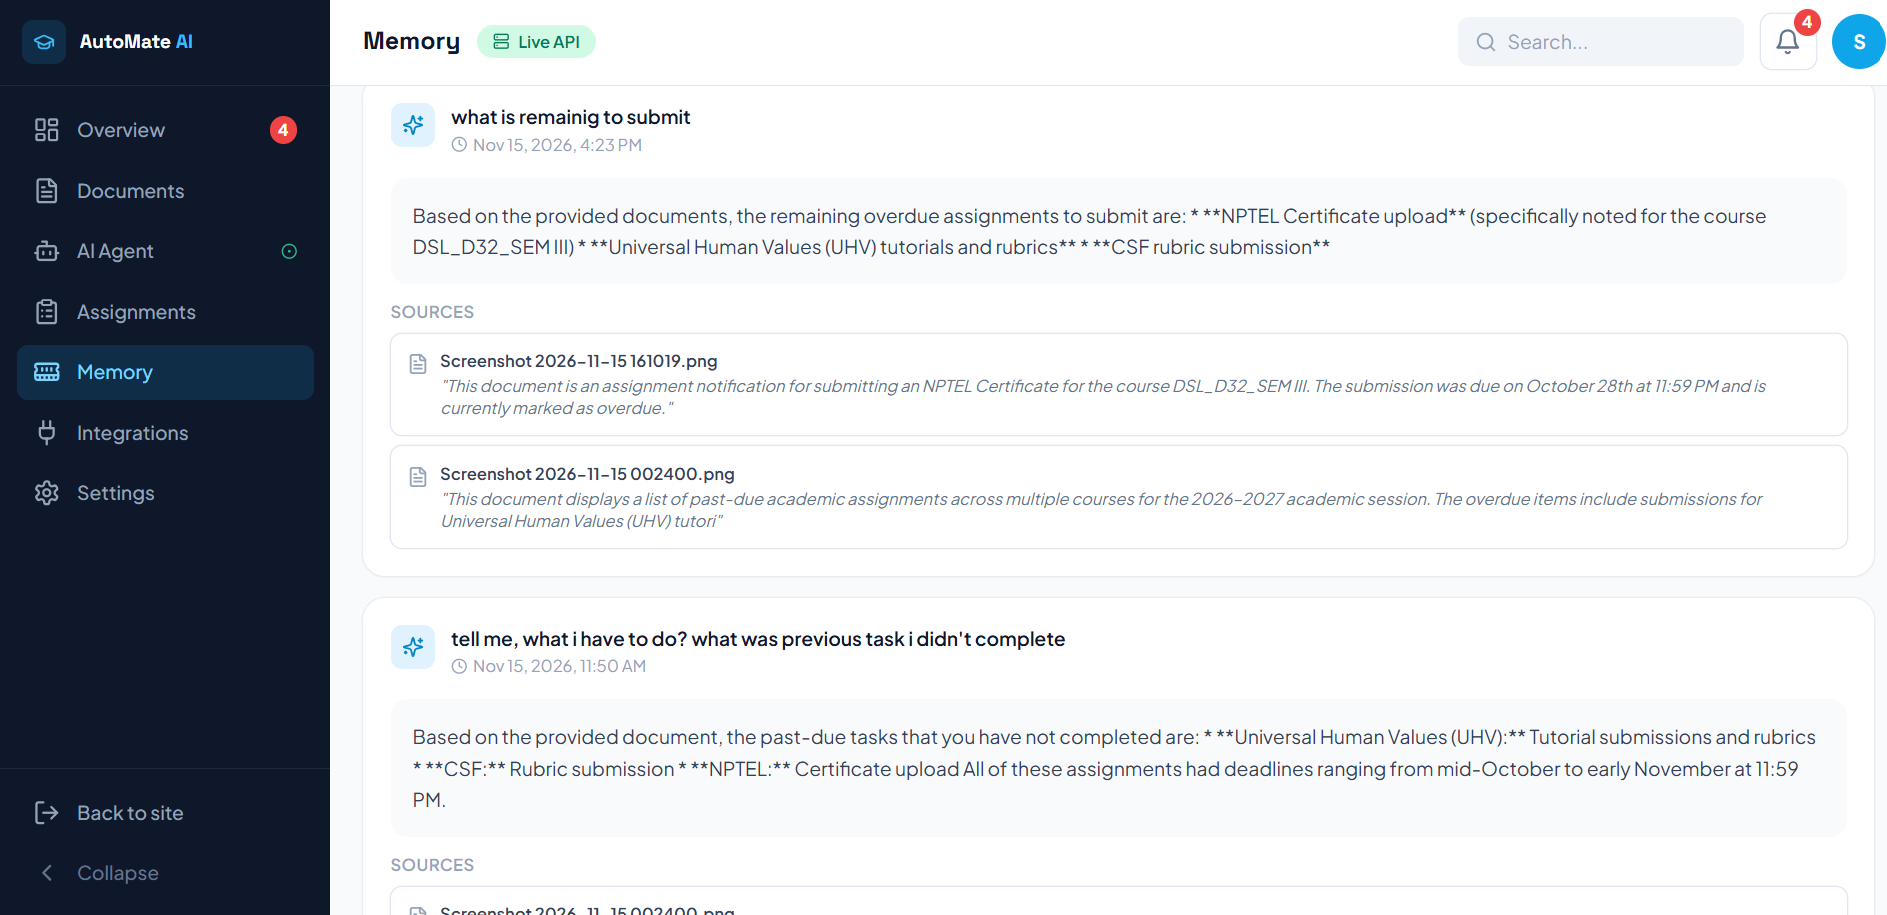 AutoMate AI
Overview
4
Documents
AI Agent
Assignments
Memory
Integrations
Settings
Back to site
Collapse
Memory
Live API
Search...
4
S
what is remainig to submit
Nov 15, 2026, 4:23 PM
Based on the provided documents, the remaining overdue assignments to submit are: * **NPTEL Certificate upload** (specifically noted for the course
DSL_D32_SEM III) * **Universal Human Values (UHV) tutorials and rubrics** * **CSF rubric submission**
SOURCES
Screenshot 2026-11-15 161019.png
"This document is an assignment notification for submitting an NPTEL Certificate for the course DSL_D32_SEM III. The submission was due on October 28th at 11:59 PM and is
currently marked as overdue."
Screenshot 2026-11-15 002400.png
"This document displays a list of past-due academic assignments across multiple courses for the 2026-2027 academic session. The overdue items include submissions for
Universal Human Values (UHV) tutori"
tell me, what i have to do? what was previous task i didn't complete
Nov 15, 2026, 11:50 AM
Based on the provided document, the past-due tasks that you have not completed are: * **Universal Human Values (UHV):** Tutorial submissions and rubrics
* **CSF:** Rubric submission * **NPTEL:** Certificate upload All of these assignments had deadlines ranging from mid-October to early November at 11:59
PM.
SOURCES
Screenshot 2026-11-15 002400.png